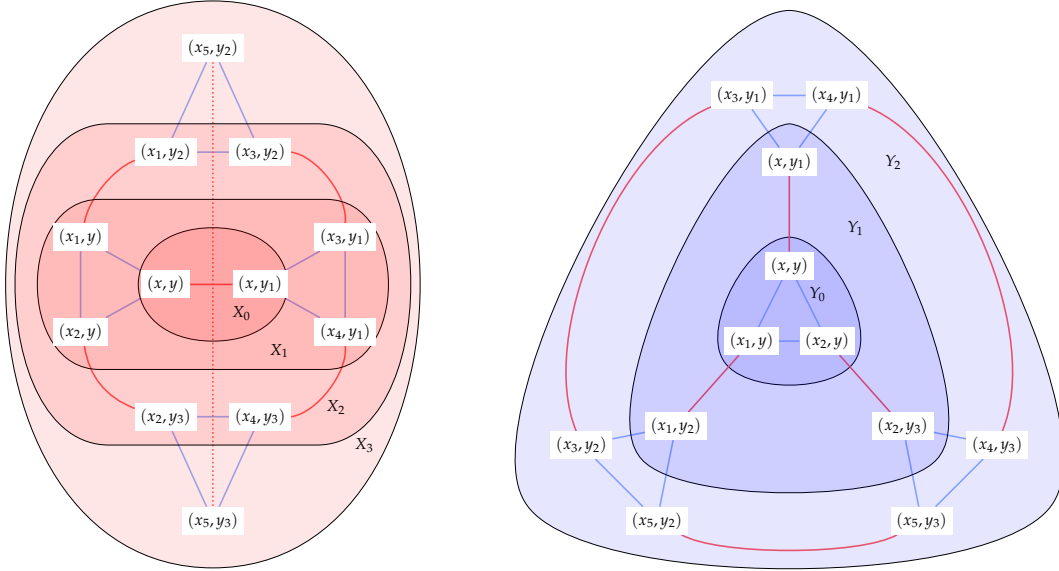 (x₅, y₂)
(x₁, y₂) (x₃, y₂)
(x₁, y) (x₃, y₁)
(x, y) (x, y₁)
X₀
(x₂, y) (x₄, y₁)
X₁
X₂
(x₂, y₃) (x₄, y₃)
X₃
(x₅, y₃)
(x₃, y₁) (x₄, y₁)
(x, y₁) Y₂
Y₁
(x, y)
Y₀
(x₁, y) (x₂, y)
(x₁, y₂) (x₂, y₃)
(x₃, y₂) (x₄, y₃)
(x₅, y₂) (x₅, y₃)